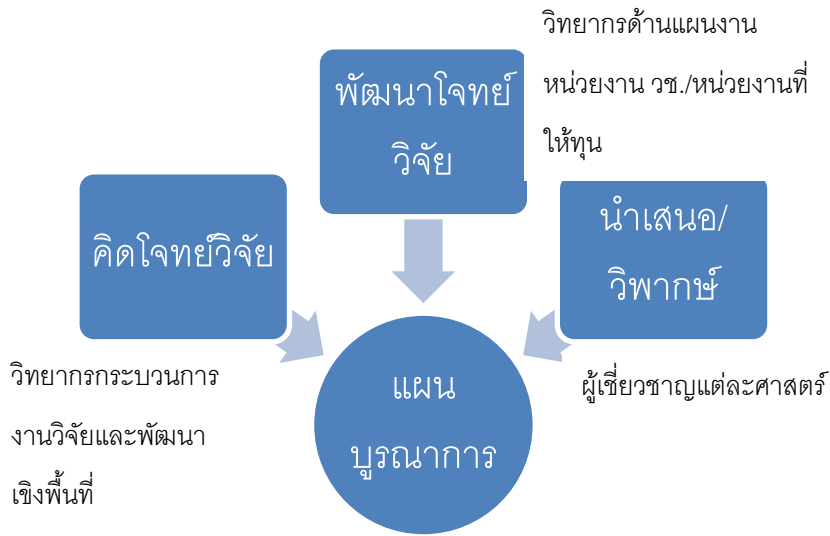 วิทยากรด้านแผนงาน
หน่วยงาน วช./หน่วยงานที่
ให้ทุน
พัฒนาโจทย์
วิจัย
คิดโจทย์วิจัย
นำเสนอ/
วิพากษ์
วิทยากรกระบวนการ
งานวิจัยและพัฒนา
เชิงพื้นที่
แผน
บูรณาการ
ผู้เชี่ยวชาญแต่ละศาสตร์